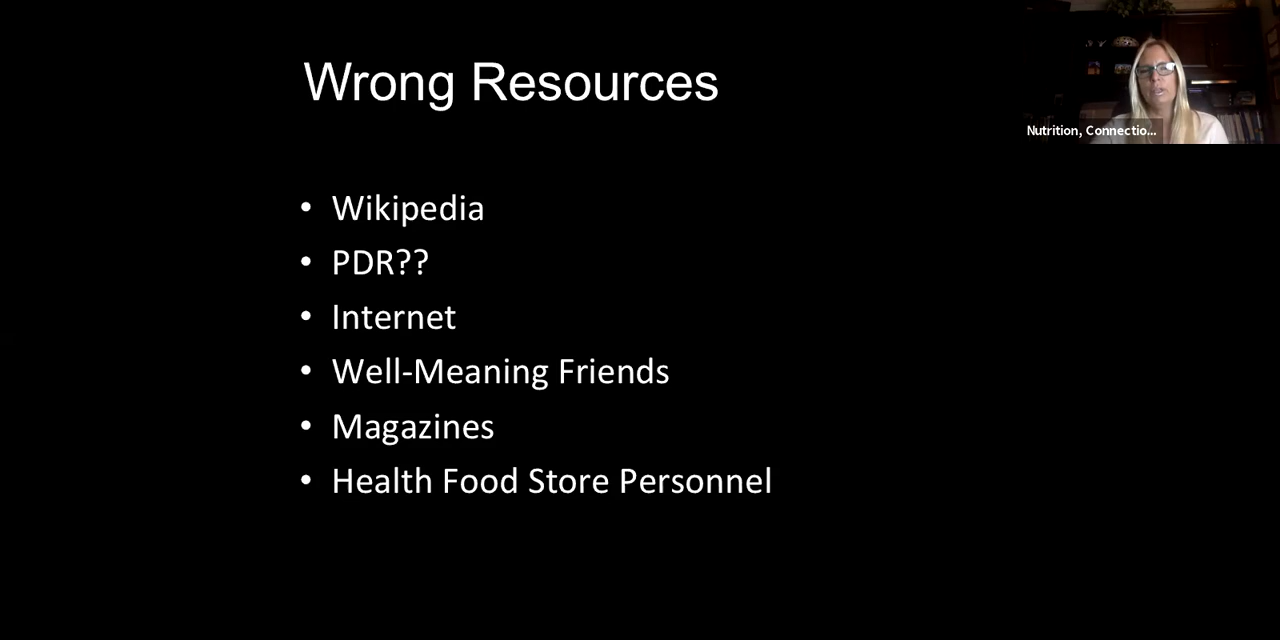 Wrong Resources
Nutrition, Connectio...
• Wikipedia
• PDR??
• Internet
• Well-Meaning Friends
• Magazines
• Health Food Store Personnel